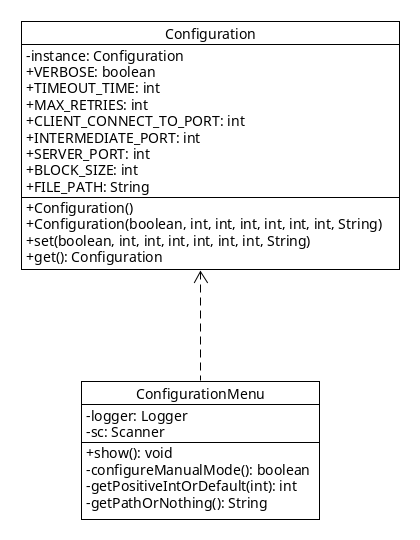 Configuration
-instance: Configuration
+VERBOSE: boolean
+TIMEOUT_TIME: int
+MAX_RETRIES: int
+CLIENT_CONNECT_TO_PORT: int
+INTERMEDIATE_PORT: int
+SERVER_PORT: int
+BLOCK_SIZE: int
+FILE_PATH: String
+Configuration()
+Configuration(boolean, int, int, int, int, int, int, String)
+set(boolean, int, int, int, int, int, int, String)
+get(): Configuration
ConfigurationMenu
-logger: Logger
-sc: Scanner
+show(): void
-configureManualMode(): boolean
-getPositiveIntOrDefault(int): int
-getPathOrNothing(): String